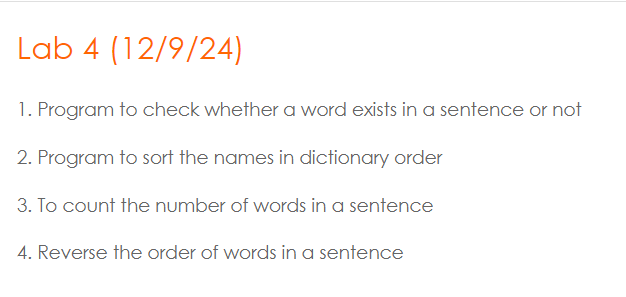 Lab 4 (12/9/24)
1. Program to check whether a word exists in a sentence or not
2. Program to sort the names in dictionary order
3. To count the number of words in a sentence
4. Reverse the order of words in a sentence